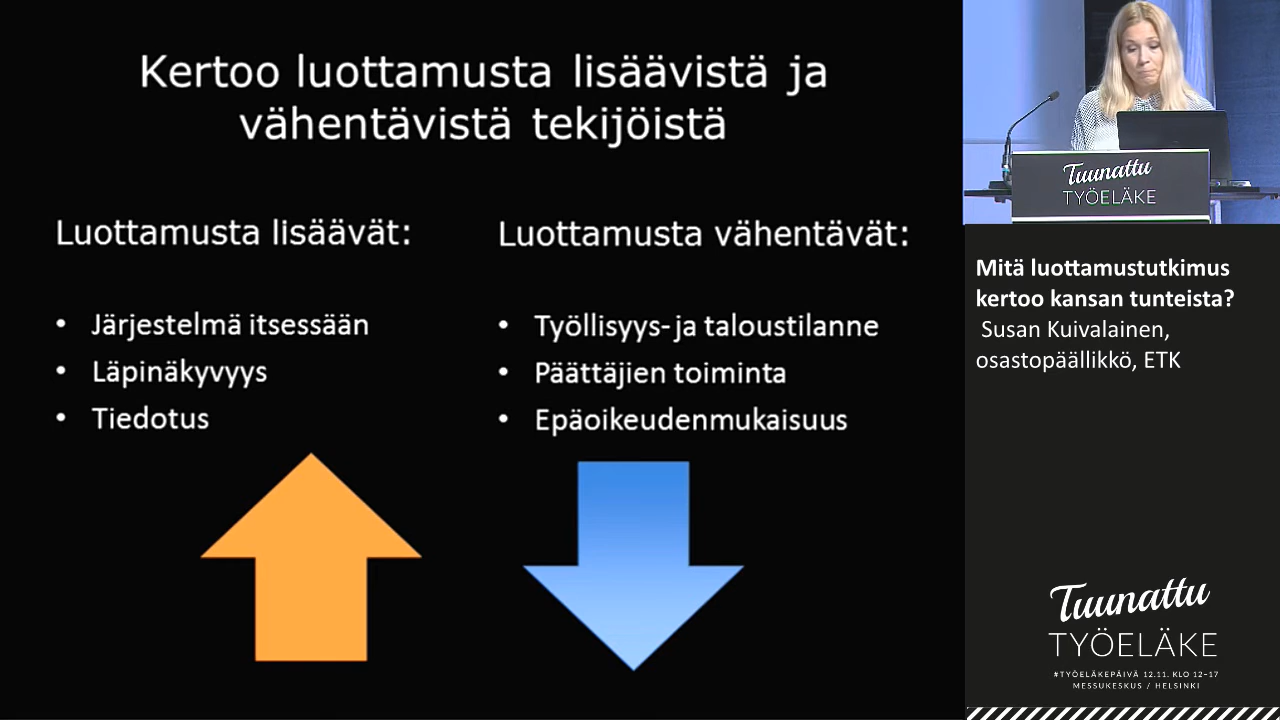 Kertoo luottamusta lisäävistä ja
vähentävistä tekijöistä
Luottamusta lisäävät:
• Järjestelmä itsessään
• Läpinäkyvyys
• Tiedotus
Luottamusta vähentävät:
• Työllisyys- ja taloustilanne
• Päättäjien toiminta
• Epäoikeudenmukaisuus
Tuunattu
TYÖELÄKE
Mitä luottamustutkimus
kertoo kansan tunteista?
Susan Kuivalainen,
osastopäällikkö, ETK
Tuunattu
TYÖELÄKE
#TYÖELÄKEPÄIVÄ 12.11. KLO 12-17
MESSUKESKUS / HELSINKI